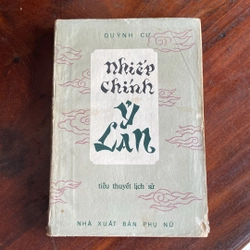 QUỲNH CƯ
Nhiếp
chính
Ỷ
LAN
tiểu thuyết lịch sử
NHÀ XUẤT BẢN PHỤ NỮ